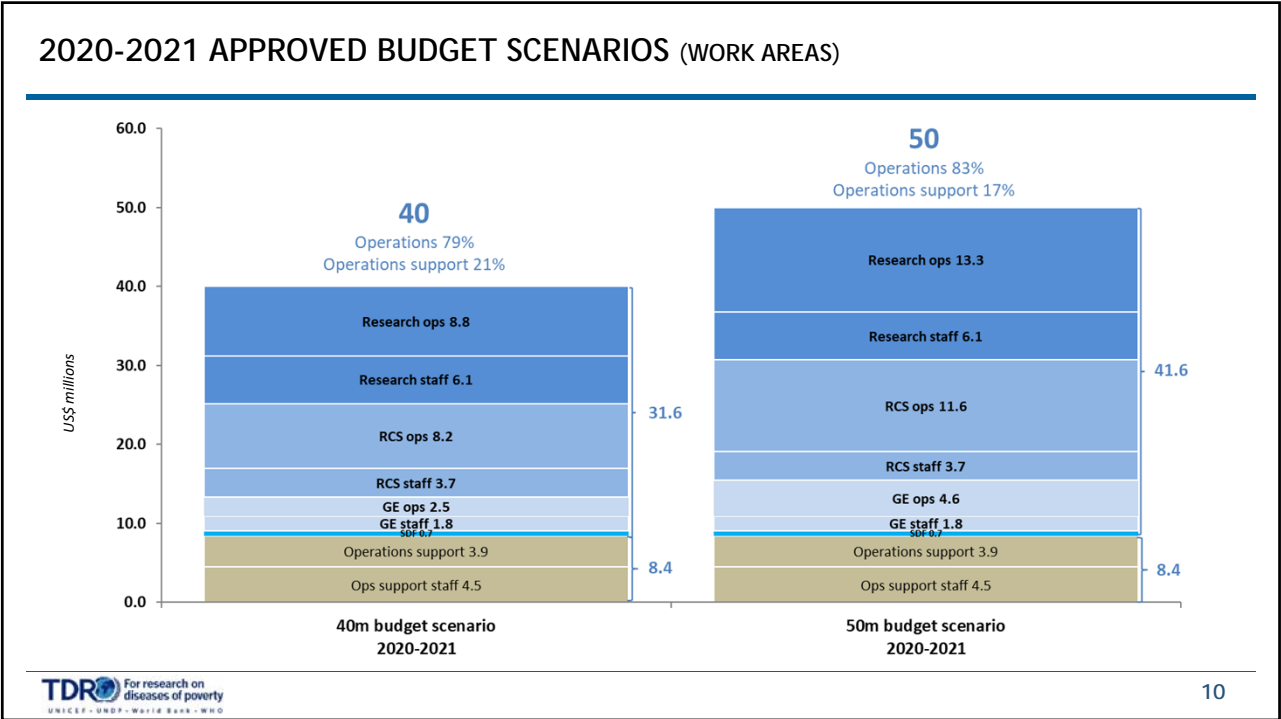 2020-2021 APPROVED BUDGET SCENARIOS (WORK AREAS)
60.0
50.0
40.0
30.0
20.0
10.0
0.0
US$ millions
40
Operations 79%
Operations support 21%
Research ops 8.8
Research staff 6.1
RCS ops 8.2
RCS staff 3.7
GE ops 2.5
GE staff 1.8
SDF 0.7
Operations support 3.9
Ops support staff 4.5
31.6
8.4
40m budget scenario
2020-2021
50
Operations 83%
Operations support 17%
Research ops 13.3
Research staff 6.1
RCS ops 11.6
RCS staff 3.7
GE ops 4.6
GE staff 1.8
SDF 0.7
Operations support 3.9
Ops support staff 4.5
41.6
8.4
50m budget scenario
2020-2021
TDR For research on
diseases of poverty
UNICEF - UNDP - World Bank - WHO
10